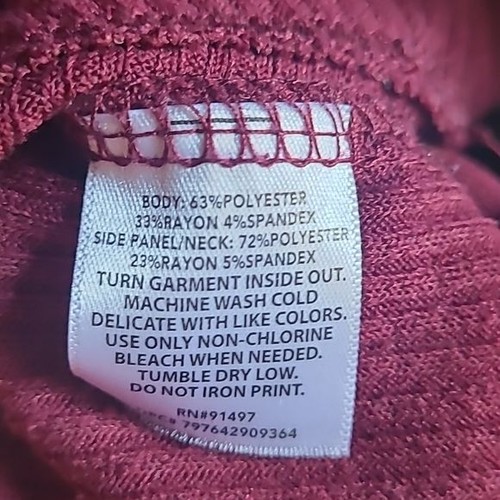 BODY: 63%POLYESTER
33%RAYON 4%SPANDEX
SIDE PANEL/NECK: 72%POLYESTER
23%RAYON 5%SPANDEX
TURN GARMENT INSIDE OUT.
MACHINE WASH COLD
DELICATE WITH LIKE COLORS.
USE ONLY NON-CHLORINE
BLEACH WHEN NEEDED.
TUMBLE DRY LOW.
DO NOT IRON PRINT.
RN#91497
797642909364